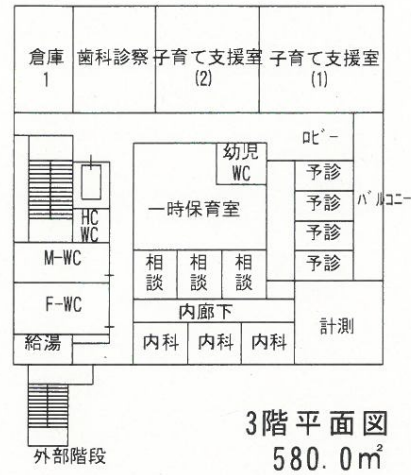 倉庫
1
歯科診察
子育て支援室
(2)
子育て支援室
(1)
ロビー
幼児
WC
予診
バルコニー
一時保育室
予診
HC
WC
予診
M-WC
相談
相談
相談
予診
内廊下
F-WC
計測
給湯
内科
内科
内科
3階平面図
外部階段
580.0㎡